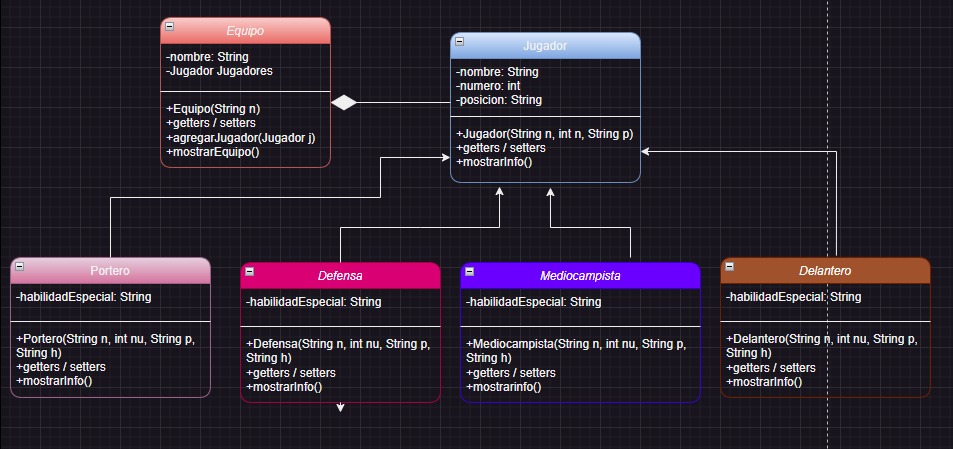 Equipo
-nombre: String
-Jugador Jugadores
+Equipo(String n)
+getters / setters
+agregarJugador(Jugador j)
+mostrarEquipo()
Jugador
-nombre: String
-numero: int
-posicion: String
+Jugador(String n, int n, String p)
+getters / setters
+mostrarInfo()
Portero
-habilidadEspecial: String
+Portero(String n, int nu, String p,
String h)
+getters / setters
+mostrarInfo()
Defensa
-habilidadEspecial: String
+Defensa(String n, int nu, String p,
String h)
+getters / setters
+mostrarInfo()
Mediocampista
-habilidadEspecial: String
+Mediocampista(String n, int nu, String p,
String h)
+getters / setters
+mostrarinfo()
Delantero
-habilidadEspecial: String
+Delantero(String n, int nu, String p,
String h)
+getters / setters
+mostrarInfo()